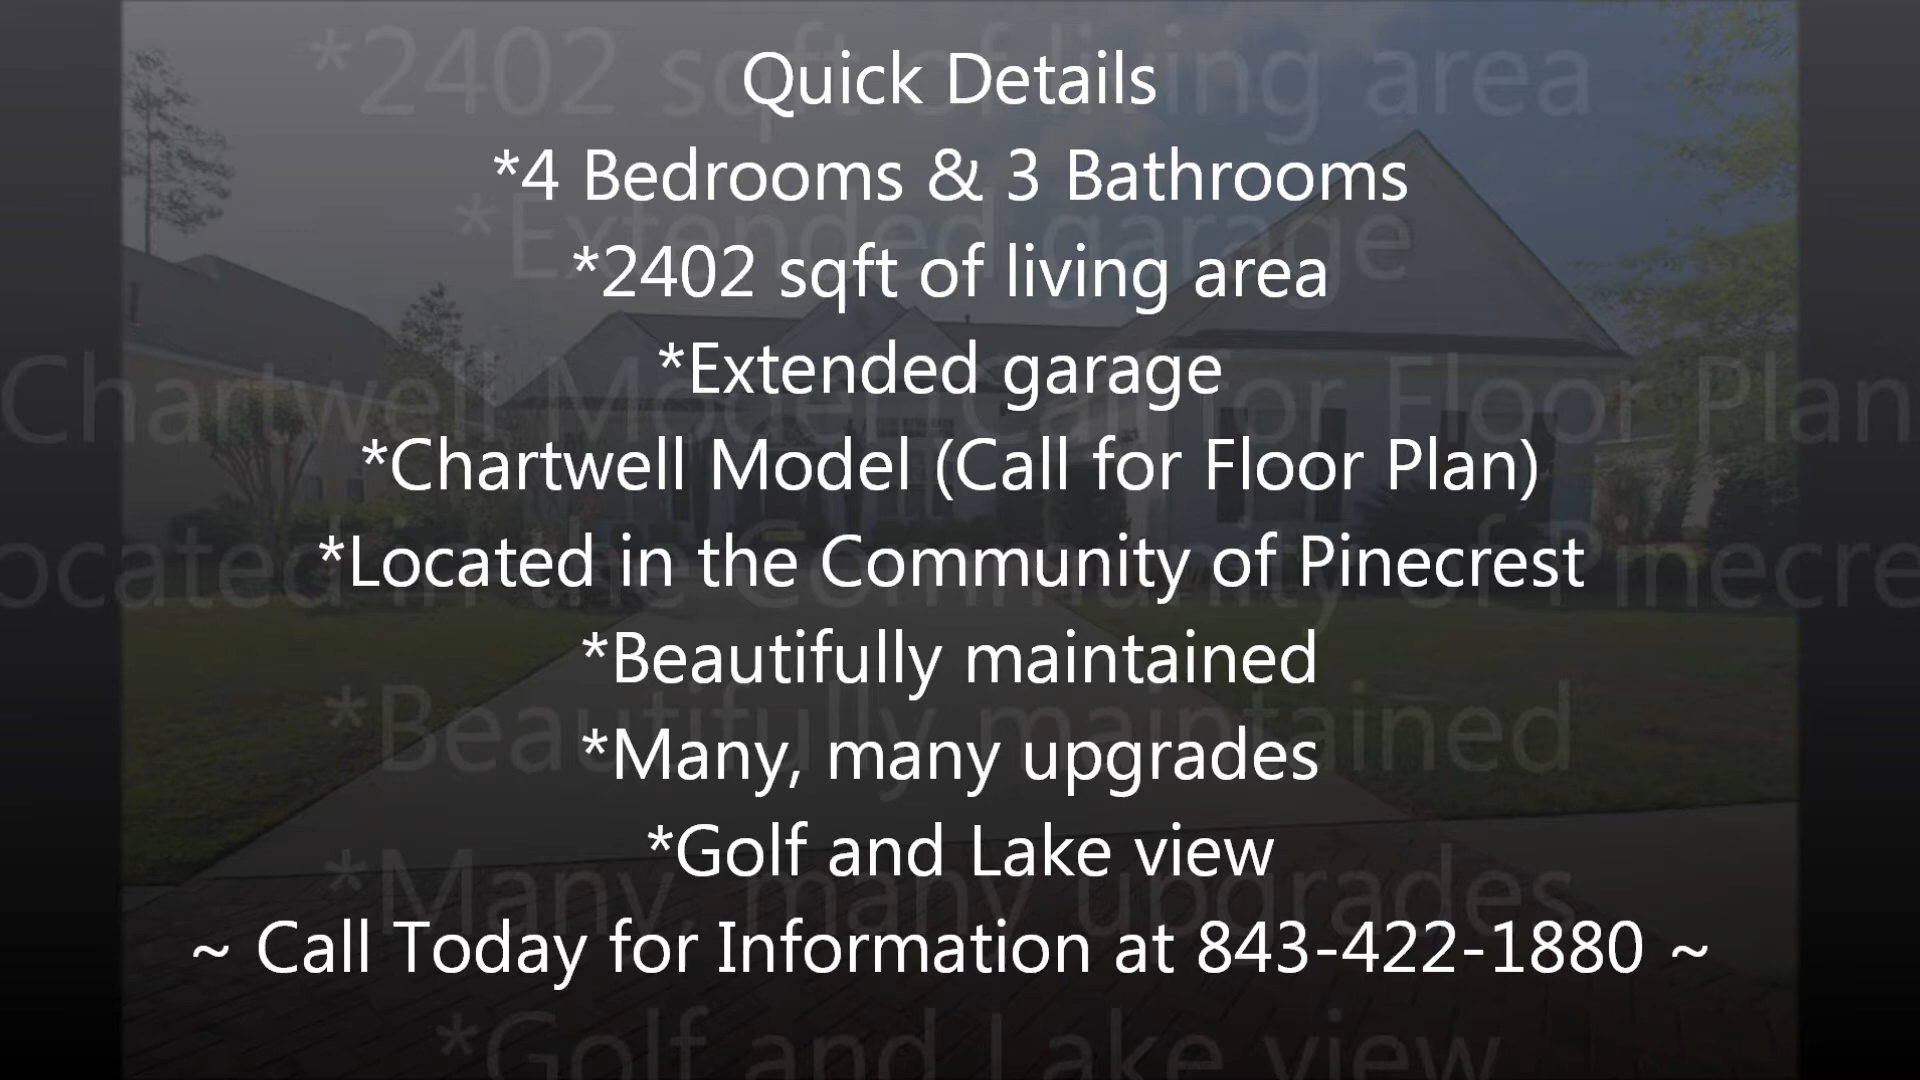 Quick Details
*4 Bedrooms & 3 Bathrooms
*2402 sqft of living area
*Extended garage
*Chartwell Model (Call for Floor Plan)
*Located in the Community of Pinecrest
*Beautifully maintained
*Many, many upgrades
*Golf and Lake view
~ Call Today for Information at 843-422-1880 ~